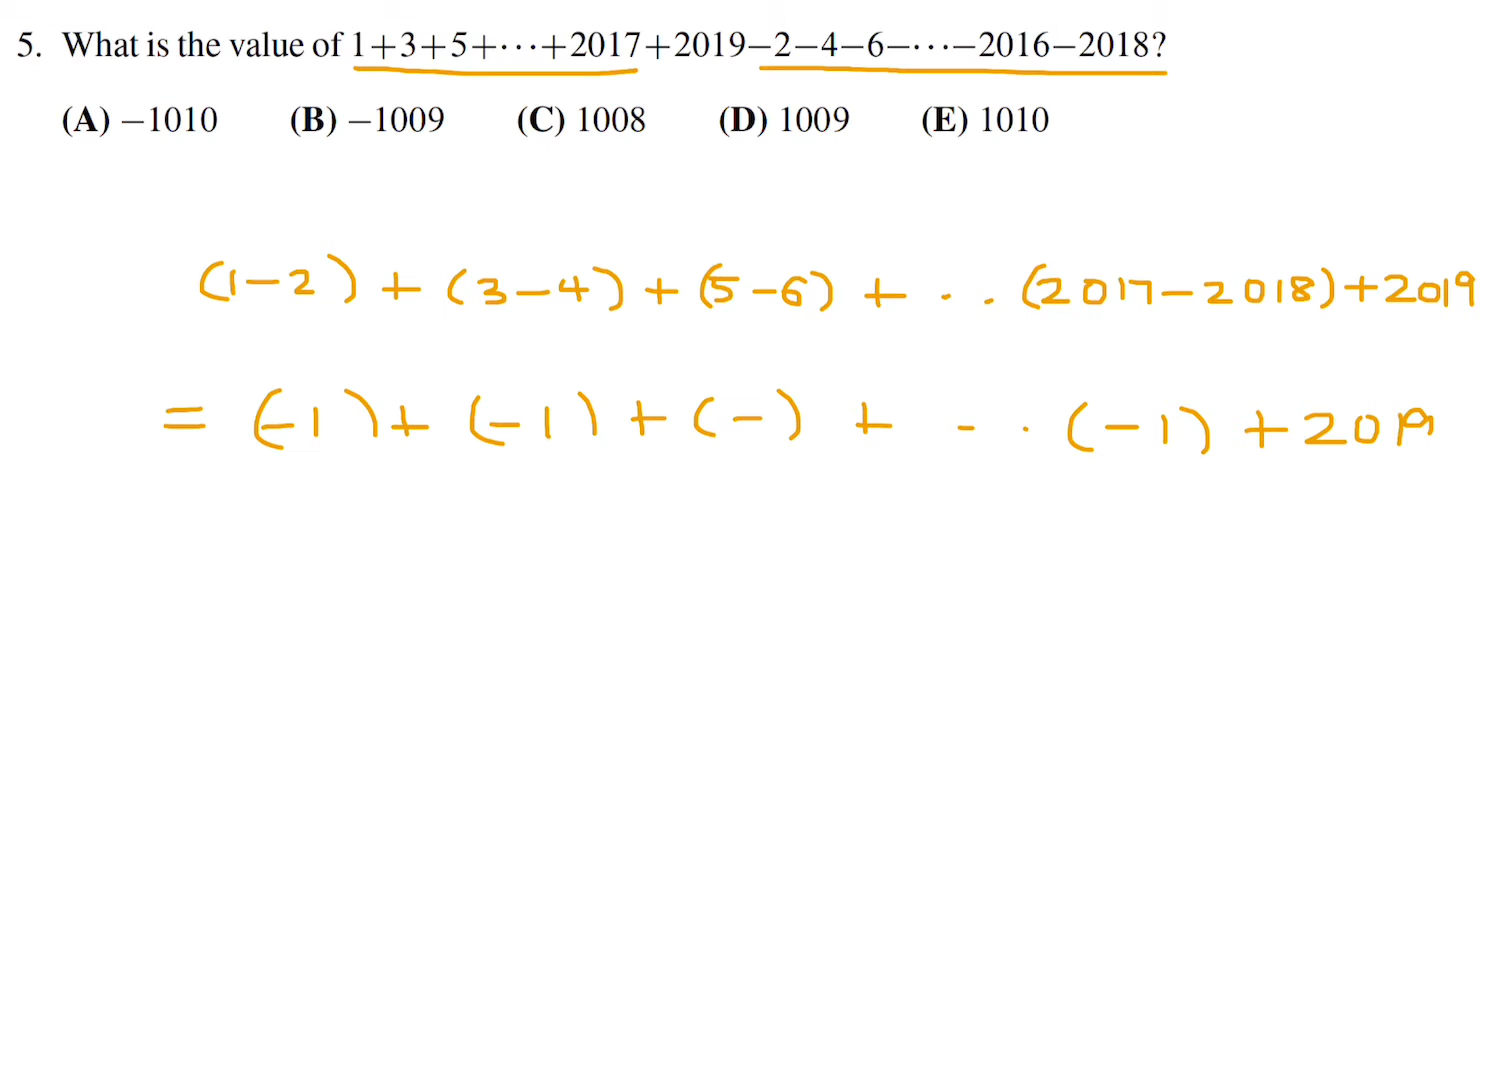 5. What is the value of 1+3+5+···+2017+2019−2−4−6−···−2016−2018?
(A) −1010 (B) −1009 (C) 1008 (D) 1009 (E) 1010
(1−2) + (3−4) + (5−6) + .. (2017−2018)+2019
= (-1) + (-1) + (-) + -. (-1) + 2019